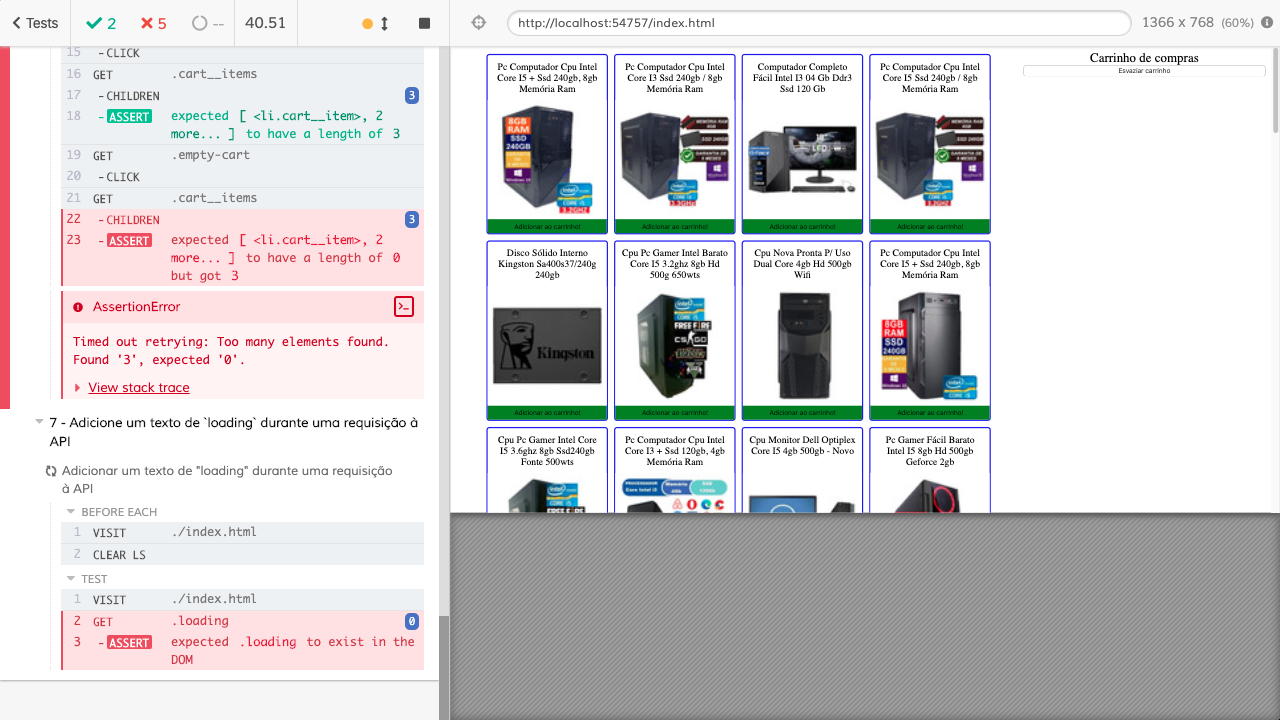 Tests
2
5
--
40.51
http://localhost:54757/index.html
1366 x 768 (60%)
15 -CLICK
16 GET .cart__items
17 -CHILDREN 3
18 -ASSERT expected [ <li.cart__item>, 2
more... ] to have a length of 3
19 GET .empty-cart
20 -CLICK
21 GET .cart__items
22 -CHILDREN 3
23 -ASSERT expected [ <li.cart__item>, 2
more... ] to have a length of 0
but got 3
AssertionError
Timed out retrying: Too many elements found.
Found '3', expected '0'.
View stack trace
7 - Adicione um texto de `loading` durante uma requisição à
API
Adicionar um texto de "loading" durante uma requisição
à API
BEFORE EACH
1 VISIT ./index.html
2 CLEAR LS
TEST
1 VISIT ./index.html
2 GET .loading 0
3 -ASSERT expected .loading to exist in the
DOM
Pc Computador Cpu Intel
Core I5 + Ssd 240gb, 8gb
Memória Ram
8GB
RAM
SSD
240GB
Adicionar ao carrinho!
Pc Computador Cpu Intel
Core I3 Ssd 240gb / 8gb
Memória Ram
Adicionar ao carrinho!
Computador Completo
Fácil Intel I3 04 Gb Ddr3
Ssd 120 Gb
Adicionar ao carrinho!
Pc Computador Cpu Intel
Core I5 Ssd 240gb / 8gb
Memória Ram
Adicionar ao carrinho!
Disco Sólido Interno
Kingston Sa400s37/240g
240gb
Kingston
Adicionar ao carrinho!
Cpu Pc Gamer Intel Barato
Core I5 3.2ghz 8gb Hd
500g 650wts
FREE FIRE
CS:GO
Adicionar ao carrinho!
Cpu Nova Pronta P/ Uso
Dual Core 4gb Hd 500gb
Wifi
Adicionar ao carrinho!
Pc Computador Cpu Intel
Core I5 + Ssd 240gb, 8gb
Memória Ram
8GB
RAM
SSD
240GB
Adicionar ao carrinho!
Cpu Pc Gamer Intel Core
I5 3.6ghz 8gb Ssd240gb
Fonte 500wts
Pc Computador Cpu Intel
Core I3 + Ssd 120gb, 4gb
Memória Ram
Cpu Monitor Dell Optiplex
Core I5 4gb 500gb - Novo
Pc Gamer Fácil Barato
Intel I5 8gb Hd 500gb
Geforce 2gb
Carrinho de compras
Esvaziar carrinho